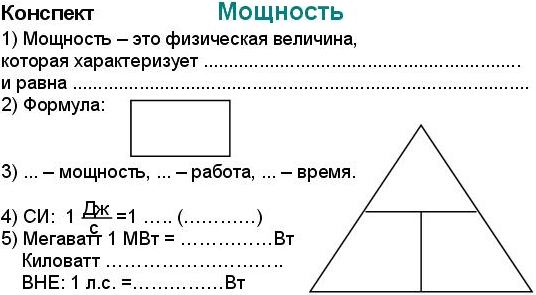 Конспект Мощность
1) Мощность – это физическая величина,
которая характеризует ..............................................................
и равна .........................................................................................
2) Формула:
3) ... – мощность, ... – работа, ... – время.
4) СИ: 1 Дж/с =1 ..... (…………)
5) Мегаватт 1 МВт = ……………Вт
Киловатт ……………………….
ВНЕ: 1 л.с. =……………Вт